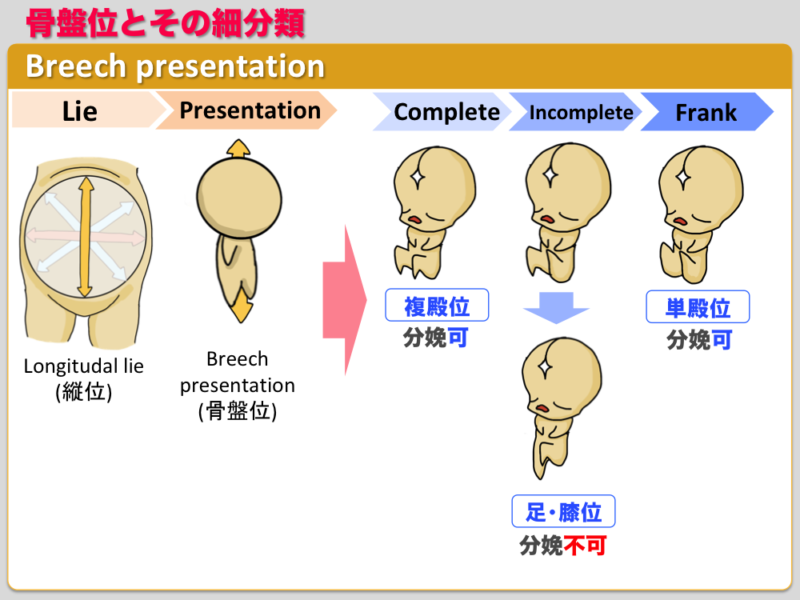 骨盤位とその細分類
Breech presentation
Lie
Presentation
Complete
Incomplete
Frank
Longitudal lie
(縦位)
Breech
presentation
(骨盤位)
複殿位
分娩可
単殿位
分娩可
足・膝位
分娩不可